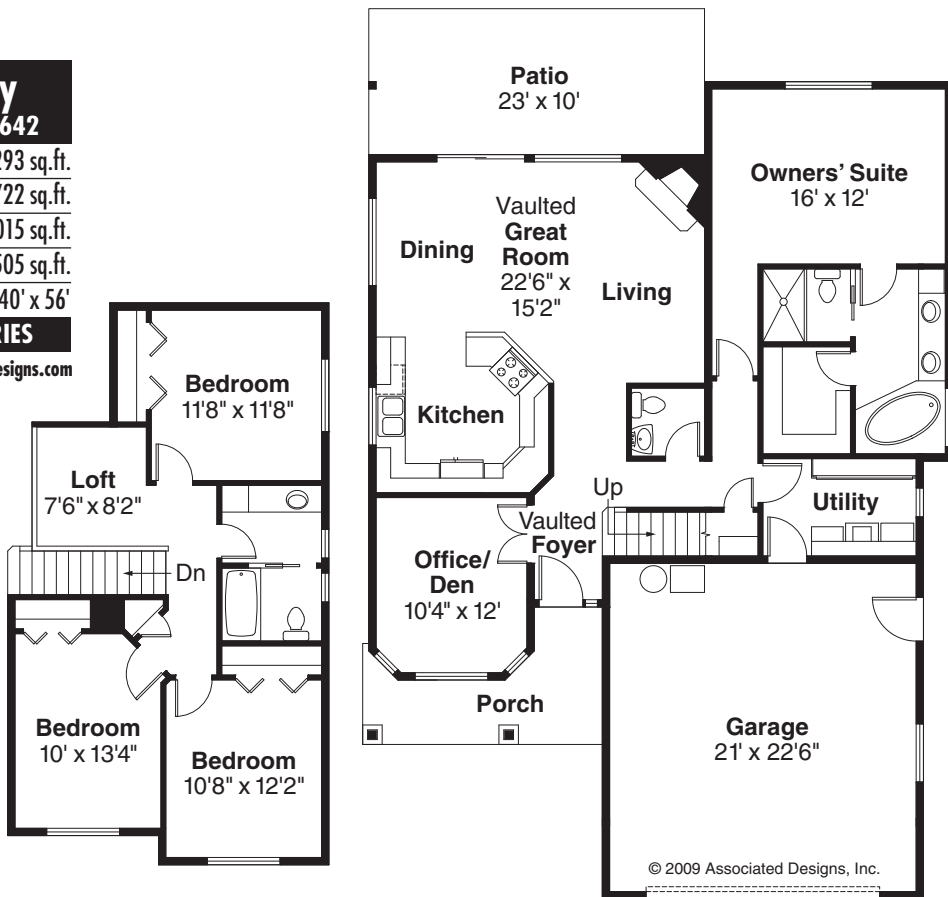 y
642
293 sq.ft.
722 sq.ft.
015 sq.ft.
505 sq.ft.
40' x 56'
RIES
esigns.com
Patio
23' x 10'
Owners' Suite
16' x 12'
Vaulted
Great
Room
22'6" x
15'2"
Dining
Living
Kitchen
Bedroom
11'8" x 11'8"
Loft
7'6" x 8'2"
Dn
Up
Utility
Vaulted
Foyer
Office/
Den
10'4" x 12'
Porch
Bedroom
10' x 13'4"
Bedroom
10'8" x 12'2"
Garage
21' x 22'6"
© 2009 Associated Designs, Inc.